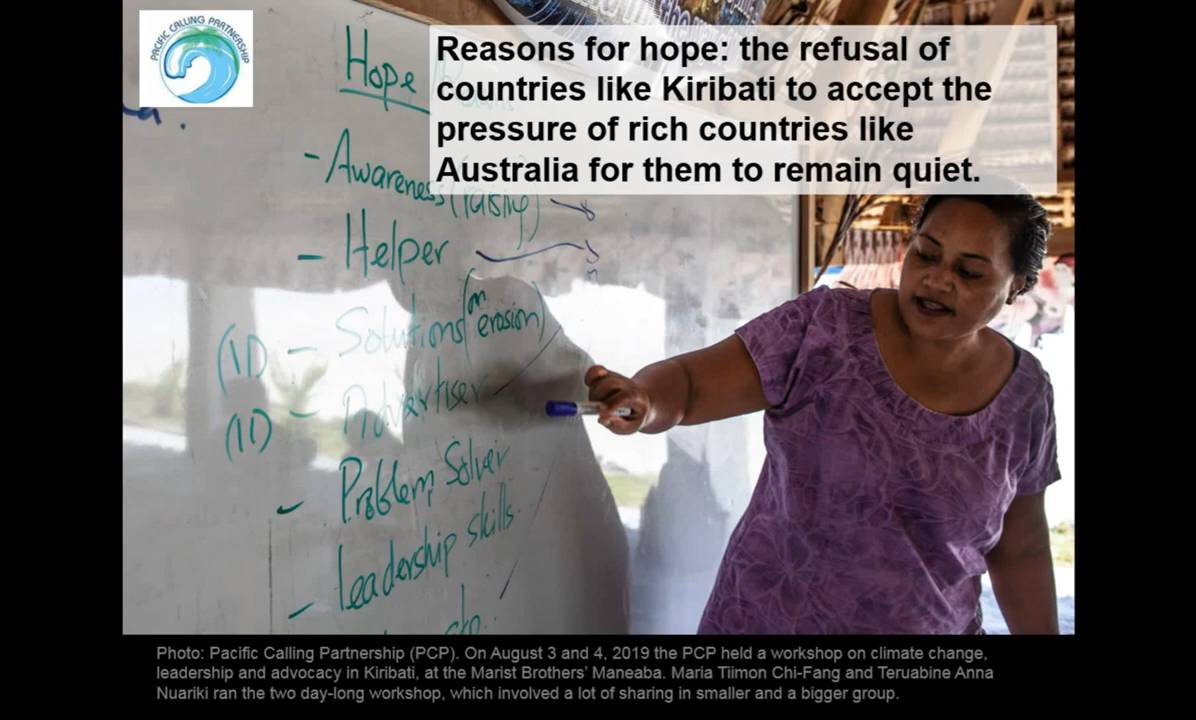 PACIFIC CALLING PARTNERSHIP
Reasons for hope: the refusal of
countries like Kiribati to accept the
pressure of rich countries like
Australia for them to remain quiet.
Hope
- Awareness (raising)
- Helper
(11) - Solutions (on erosion)
(11) - Advertiser
- Problem Solver
- leadership skills
Photo: Pacific Calling Partnership (PCP). On August 3 and 4, 2019 the PCP held a workshop on climate change,
leadership and advocacy in Kiribati, at the Marist Brothers' Maneaba. Maria Tiimon Chi-Fang and Teruabine Anna
Nuariki ran the two day-long workshop, which involved a lot of sharing in smaller and a bigger group.